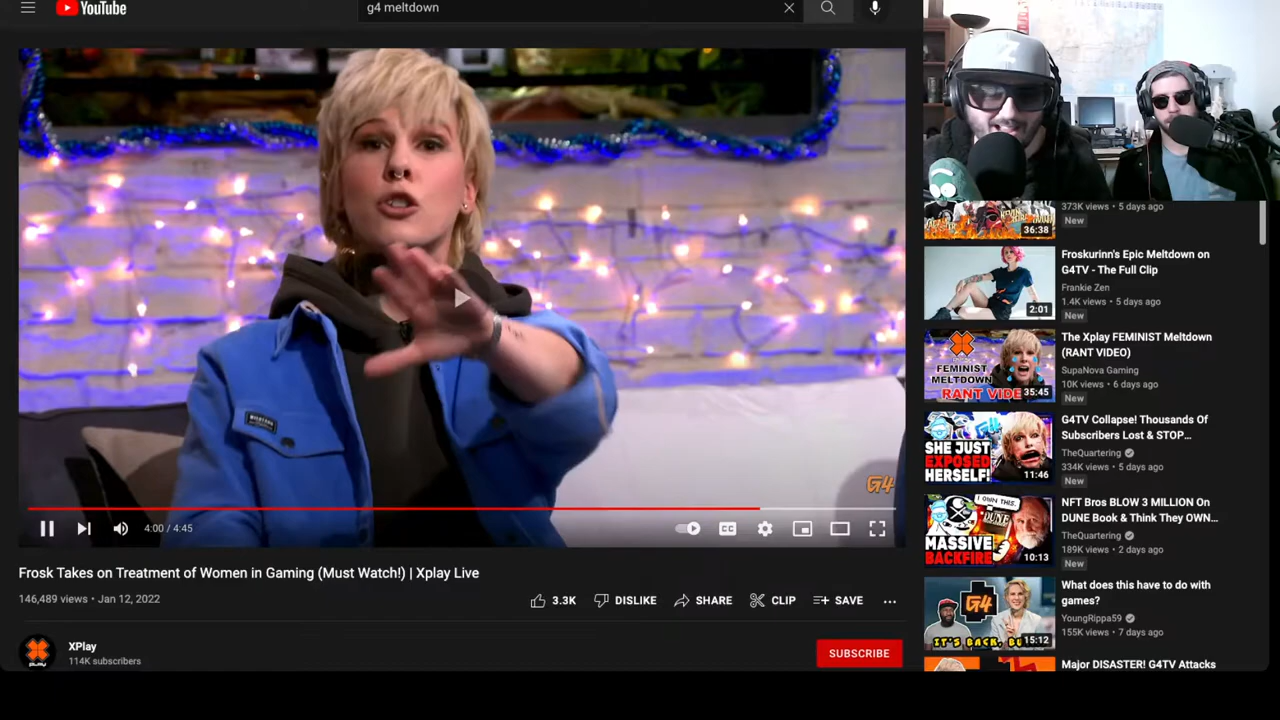 YouTube
g4 meltdown
G4
4:00 / 4:45
CC
Frosk Takes on Treatment of Women in Gaming (Must Watch!) | Xplay Live
146,489 views • Jan 12, 2022
3.3K
DISLIKE
SHARE
CLIP
SAVE
XPlay
114K subscribers
SUBSCRIBE
373K views • 5 days ago
New
36:38
Froskurinn's Epic Meltdown on
G4TV - The Full Clip
Frankie Zen
1.4K views • 5 days ago
New
2:01
The Xplay FEMINIST Meltdown
(RANT VIDEO)
SupaNova Gaming
10K views • 6 days ago
New
FEMINIST
MELTDOWN
RANT VIDE
35:45
G4TV Collapse! Thousands Of
Subscribers Lost & STOP…
TheQuartering
334K views • 5 days ago
New
G4
SHE JUST
EXPOSED
HERSELF!
11:46
NFT Bros BLOW 3 MILLION On
DUNE Book & Think They OWN…
TheQuartering
189K views • 2 days ago
New
I OWN THIS.
DUNE
MASSIVE
BACKFIRE
10:13
What does this have to do with
games?
YoungRippa59
155K views • 7 days ago
G4
IT'S BACK, BU
15:12
Major DISASTER! G4TV Attacks